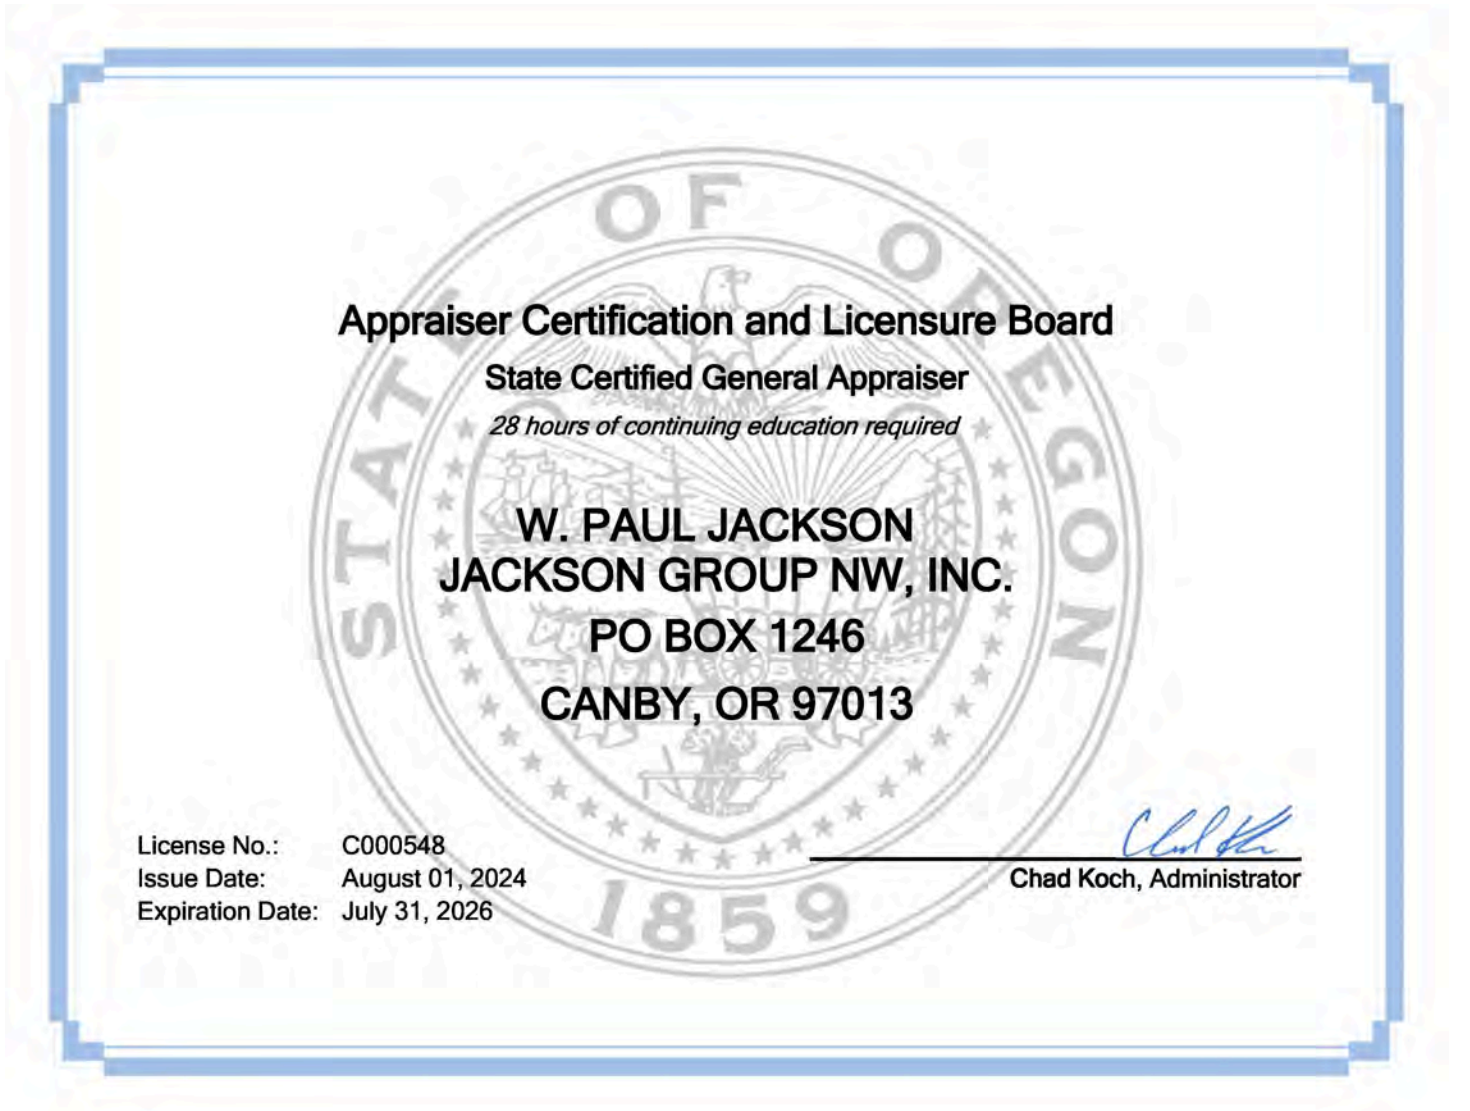 STATE OF OREGON
Appraiser Certification and Licensure Board
State Certified General Appraiser
28 hours of continuing education required
W. PAUL JACKSON
JACKSON GROUP NW, INC.
PO BOX 1246
CANBY, OR 97013
License No.: C000548
Issue Date: August 01, 2024
Expiration Date: July 31, 2026
Chad Koch, Administrator
1859